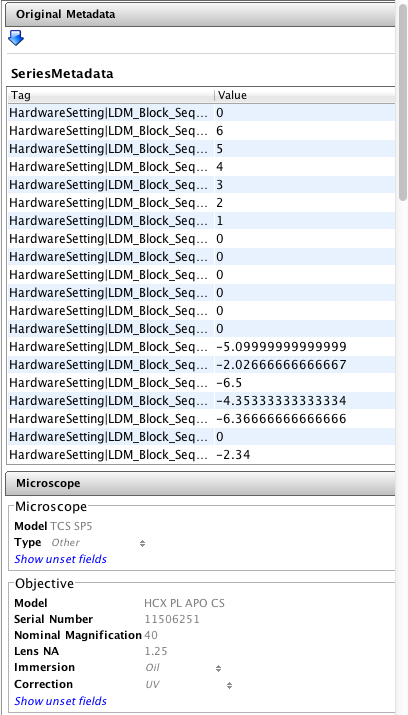 Original Metadata
SeriesMetadata
Tag Value
HardwareSetting|LDM_Block_Seq... 0
HardwareSetting|LDM_Block_Seq... 6
HardwareSetting|LDM_Block_Seq... 5
HardwareSetting|LDM_Block_Seq... 4
HardwareSetting|LDM_Block_Seq... 3
HardwareSetting|LDM_Block_Seq... 2
HardwareSetting|LDM_Block_Seq... 1
HardwareSetting|LDM_Block_Seq... 0
HardwareSetting|LDM_Block_Seq... 0
HardwareSetting|LDM_Block_Seq... 0
HardwareSetting|LDM_Block_Seq... 0
HardwareSetting|LDM_Block_Seq... 0
HardwareSetting|LDM_Block_Seq... 0
HardwareSetting|LDM_Block_Seq... -5.09999999999999
HardwareSetting|LDM_Block_Seq... -2.02666666666667
HardwareSetting|LDM_Block_Seq... -6.5
HardwareSetting|LDM_Block_Seq... -4.35333333333334
HardwareSetting|LDM_Block_Seq... -6.36666666666666
HardwareSetting|LDM_Block_Seq... 0
HardwareSetting|LDM_Block_Seq... -2.34
Microscope
Microscope
Model TCS SP5
Type Other
Show unset fields
Objective
Model HCX PL APO CS
Serial Number 11506251
Nominal Magnification 40
Lens NA 1.25
Immersion Oil
Correction UV
Show unset fields